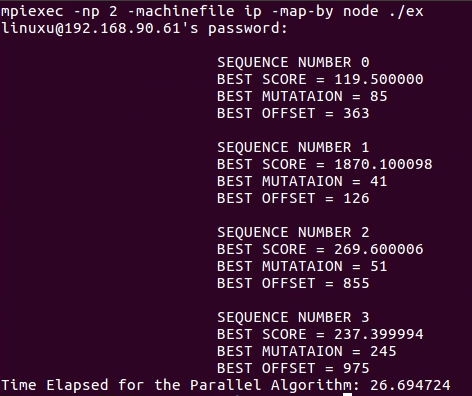 mpiexec -np 2 -machinefile ip -map-by node ./ex
linuxu@192.168.90.61's password:
SEQUENCE NUMBER 0
BEST SCORE = 119.500000
BEST MUTATAION = 85
BEST OFFSET = 363
SEQUENCE NUMBER 1
BEST SCORE = 1870.100098
BEST MUTATAION = 41
BEST OFFSET = 126
SEQUENCE NUMBER 2
BEST SCORE = 269.600006
BEST MUTATAION = 51
BEST OFFSET = 855
SEQUENCE NUMBER 3
BEST SCORE = 237.399994
BEST MUTATAION = 245
BEST OFFSET = 975
Time Elapsed for the Parallel Algorithm: 26.694724